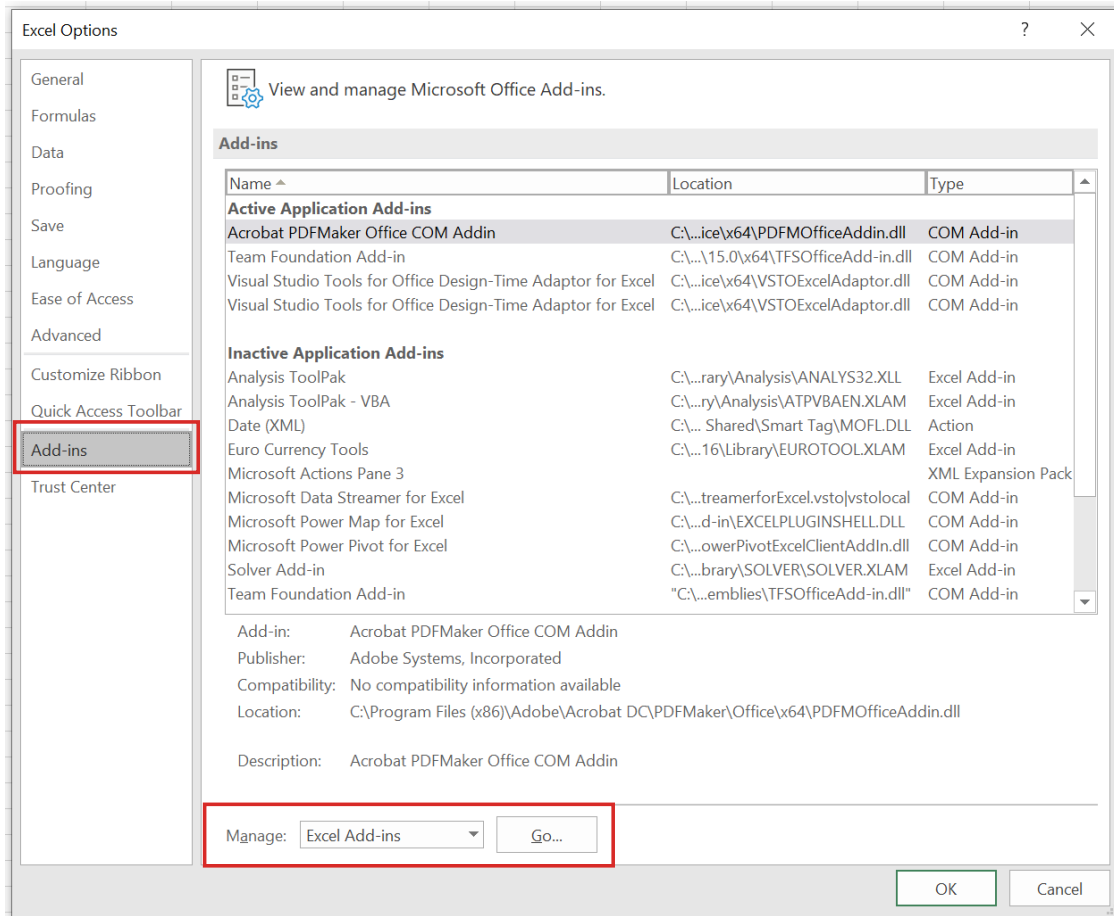 Excel Options ?
General
Formulas
Data
Proofing
Save
Language
Ease of Access
Advanced
Customize Ribbon
Quick Access Toolbar
Add-ins
Trust Center
View and manage Microsoft Office Add-ins.
Add-ins
Name Location Type
Active Application Add-ins
Acrobat PDFMaker Office COM Addin C:\...ice\x64\PDFMOfficeAddin.dll COM Add-in
Team Foundation Add-in C:\...\15.0\x64\TFSOfficeAdd-in.dll COM Add-in
Visual Studio Tools for Office Design-Time Adaptor for Excel C:\...ice\x64\VSTOExcelAdaptor.dll COM Add-in
Visual Studio Tools for Office Design-Time Adaptor for Excel C:\...ice\x64\VSTOExcelAdaptor.dll COM Add-in
Inactive Application Add-ins
Analysis ToolPak C:\...rary\Analysis\ANALYS32.XLL Excel Add-in
Analysis ToolPak - VBA C:\...ry\Analysis\ATPVBAEN.XLAM Excel Add-in
Date (XML) C:\... Shared\Smart Tag\MOFL.DLL Action
Euro Currency Tools C:\...16\Library\EUROTOOL.XLAM Excel Add-in
Microsoft Actions Pane 3 XML Expansion Pack
Microsoft Data Streamer for Excel C:\...treamerforExcel.vsto|vstolocal COM Add-in
Microsoft Power Map for Excel C:\...d-in\EXCELPLUGINSHELL.DLL COM Add-in
Microsoft Power Pivot for Excel C:\...owerPivotExcelClientAddIn.dll COM Add-in
Solver Add-in C:\...brary\SOLVER\SOLVER.XLAM Excel Add-in
Team Foundation Add-in "C:\...emblies\TFSOfficeAdd-in.dll" COM Add-in
Add-in: Acrobat PDFMaker Office COM Addin
Publisher: Adobe Systems, Incorporated
Compatibility: No compatibility information available
Location: C:\Program Files (x86)\Adobe\Acrobat DC\PDFMaker\Office\x64\PDFMOfficeAddin.dll
Description: Acrobat PDFMaker Office COM Addin
Manage: Excel Add-ins Go...
OK Cancel